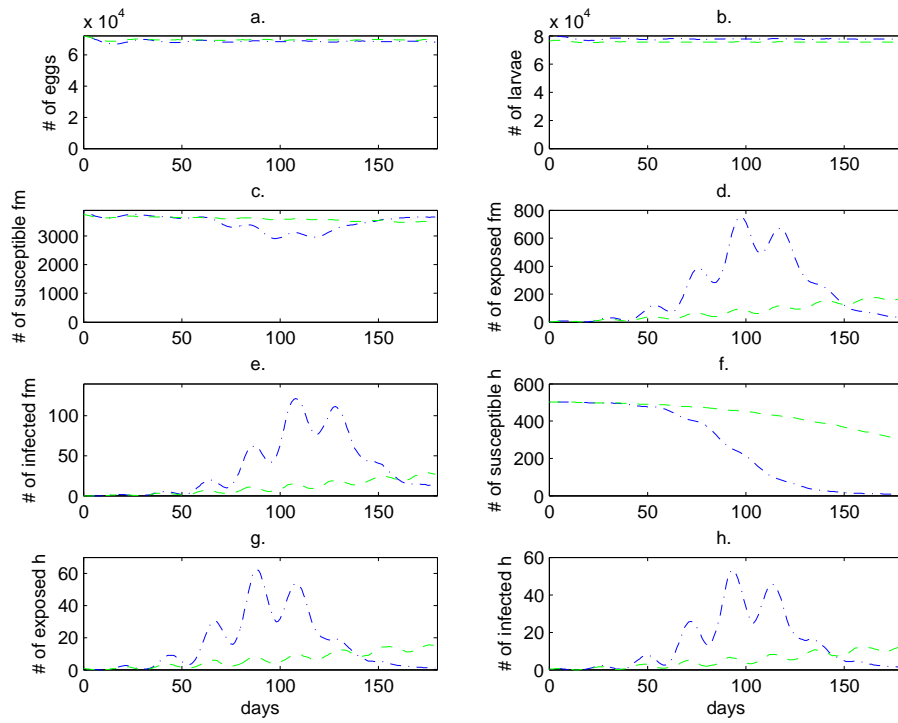 a.
x 10^4
# of eggs
6
4
2
0
0 50 100 150
b.
x 10^4
# of larvae
8
6
4
2
0
0 50 100 150
c.
# of susceptible fm
3000
2000
1000
0
0 50 100 150
d.
# of exposed fm
800
600
400
200
0
0 50 100 150
e.
# of infected fm
100
50
0
0 50 100 150
f.
# of susceptible h
600
400
200
0
0 50 100 150
g.
# of exposed h
60
40
20
0
0 50 100 150
days
h.
# of infected h
60
40
20
0
0 50 100 150
days